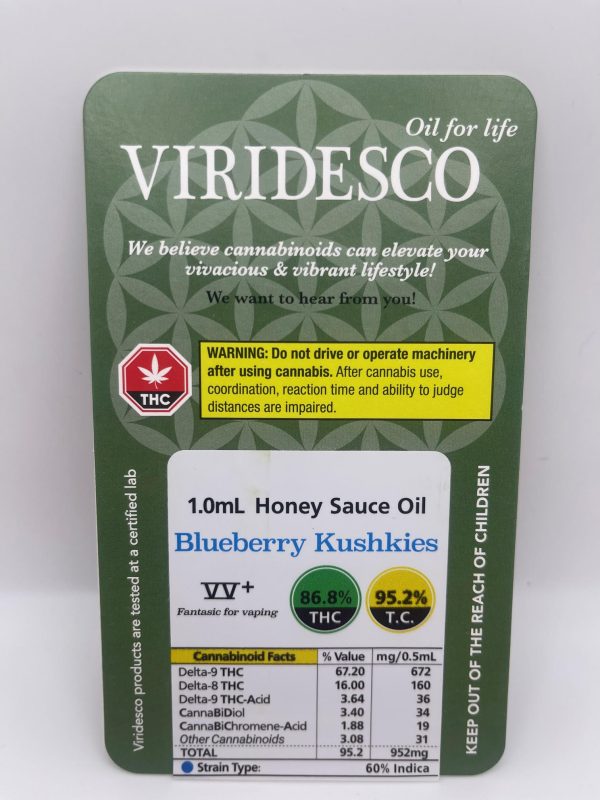 Oil for life
VIRIDESCO
We believe cannabinoids can elevate your
vivacious & vibrant lifestyle!
We want to hear from you!
WARNING: Do not drive or operate machinery
after using cannabis. After cannabis use,
coordination, reaction time and ability to judge
distances are impaired.
THC
Viridesco products are tested at a certified lab
KEEP OUT OF THE REACH OF CHILDREN
1.0mL Honey Sauce Oil
Blueberry Kushkies
VV+
Fantasic for vaping
86.8%
THC
95.2%
T.C.
Cannabinoid Facts % Value mg/0.5mL
Delta-9 THC 67.20 672
Delta-8 THC 16.00 160
Delta-9 THC-Acid 3.64 36
CannaBiDiol 3.40 34
CannaBiChromene-Acid 1.88 19
Other Cannabinoids 3.08 31
TOTAL 95.2 952mg
Strain Type: 60% Indica